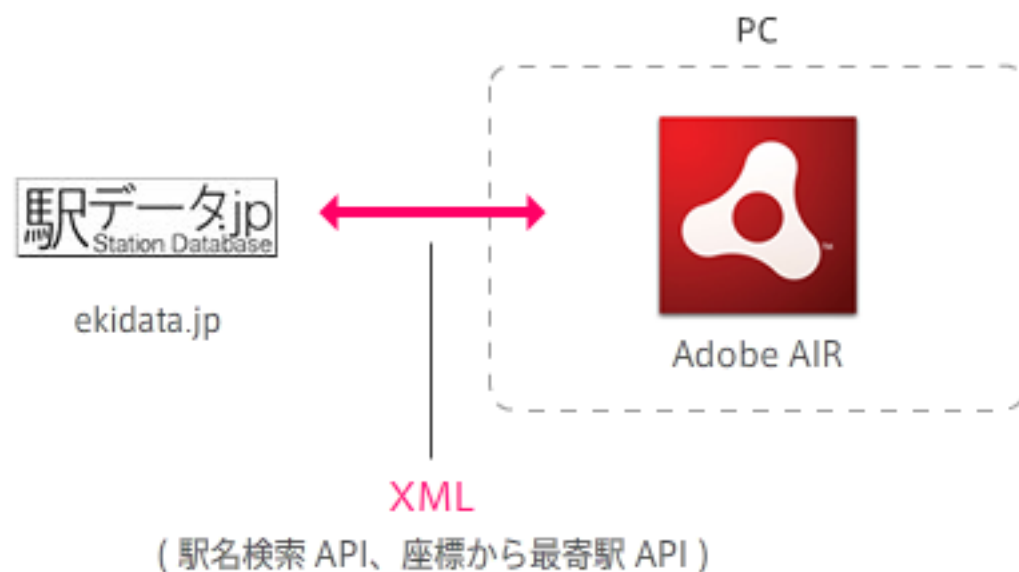 PC
駅データ.jp
Station Database
ekidata.jp
™
Adobe AIR
XML
( 駅名検索 API、座標から最寄駅 API )